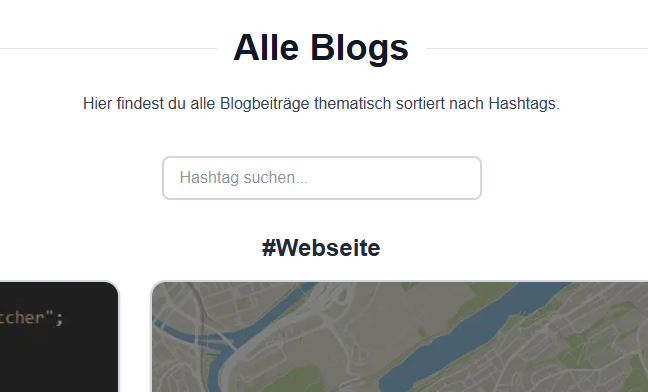 Alle Blogs
Hier findest du alle Blogbeiträge thematisch sortiert nach Hashtags.
Hashtag suchen...
#Webseite
tcher";